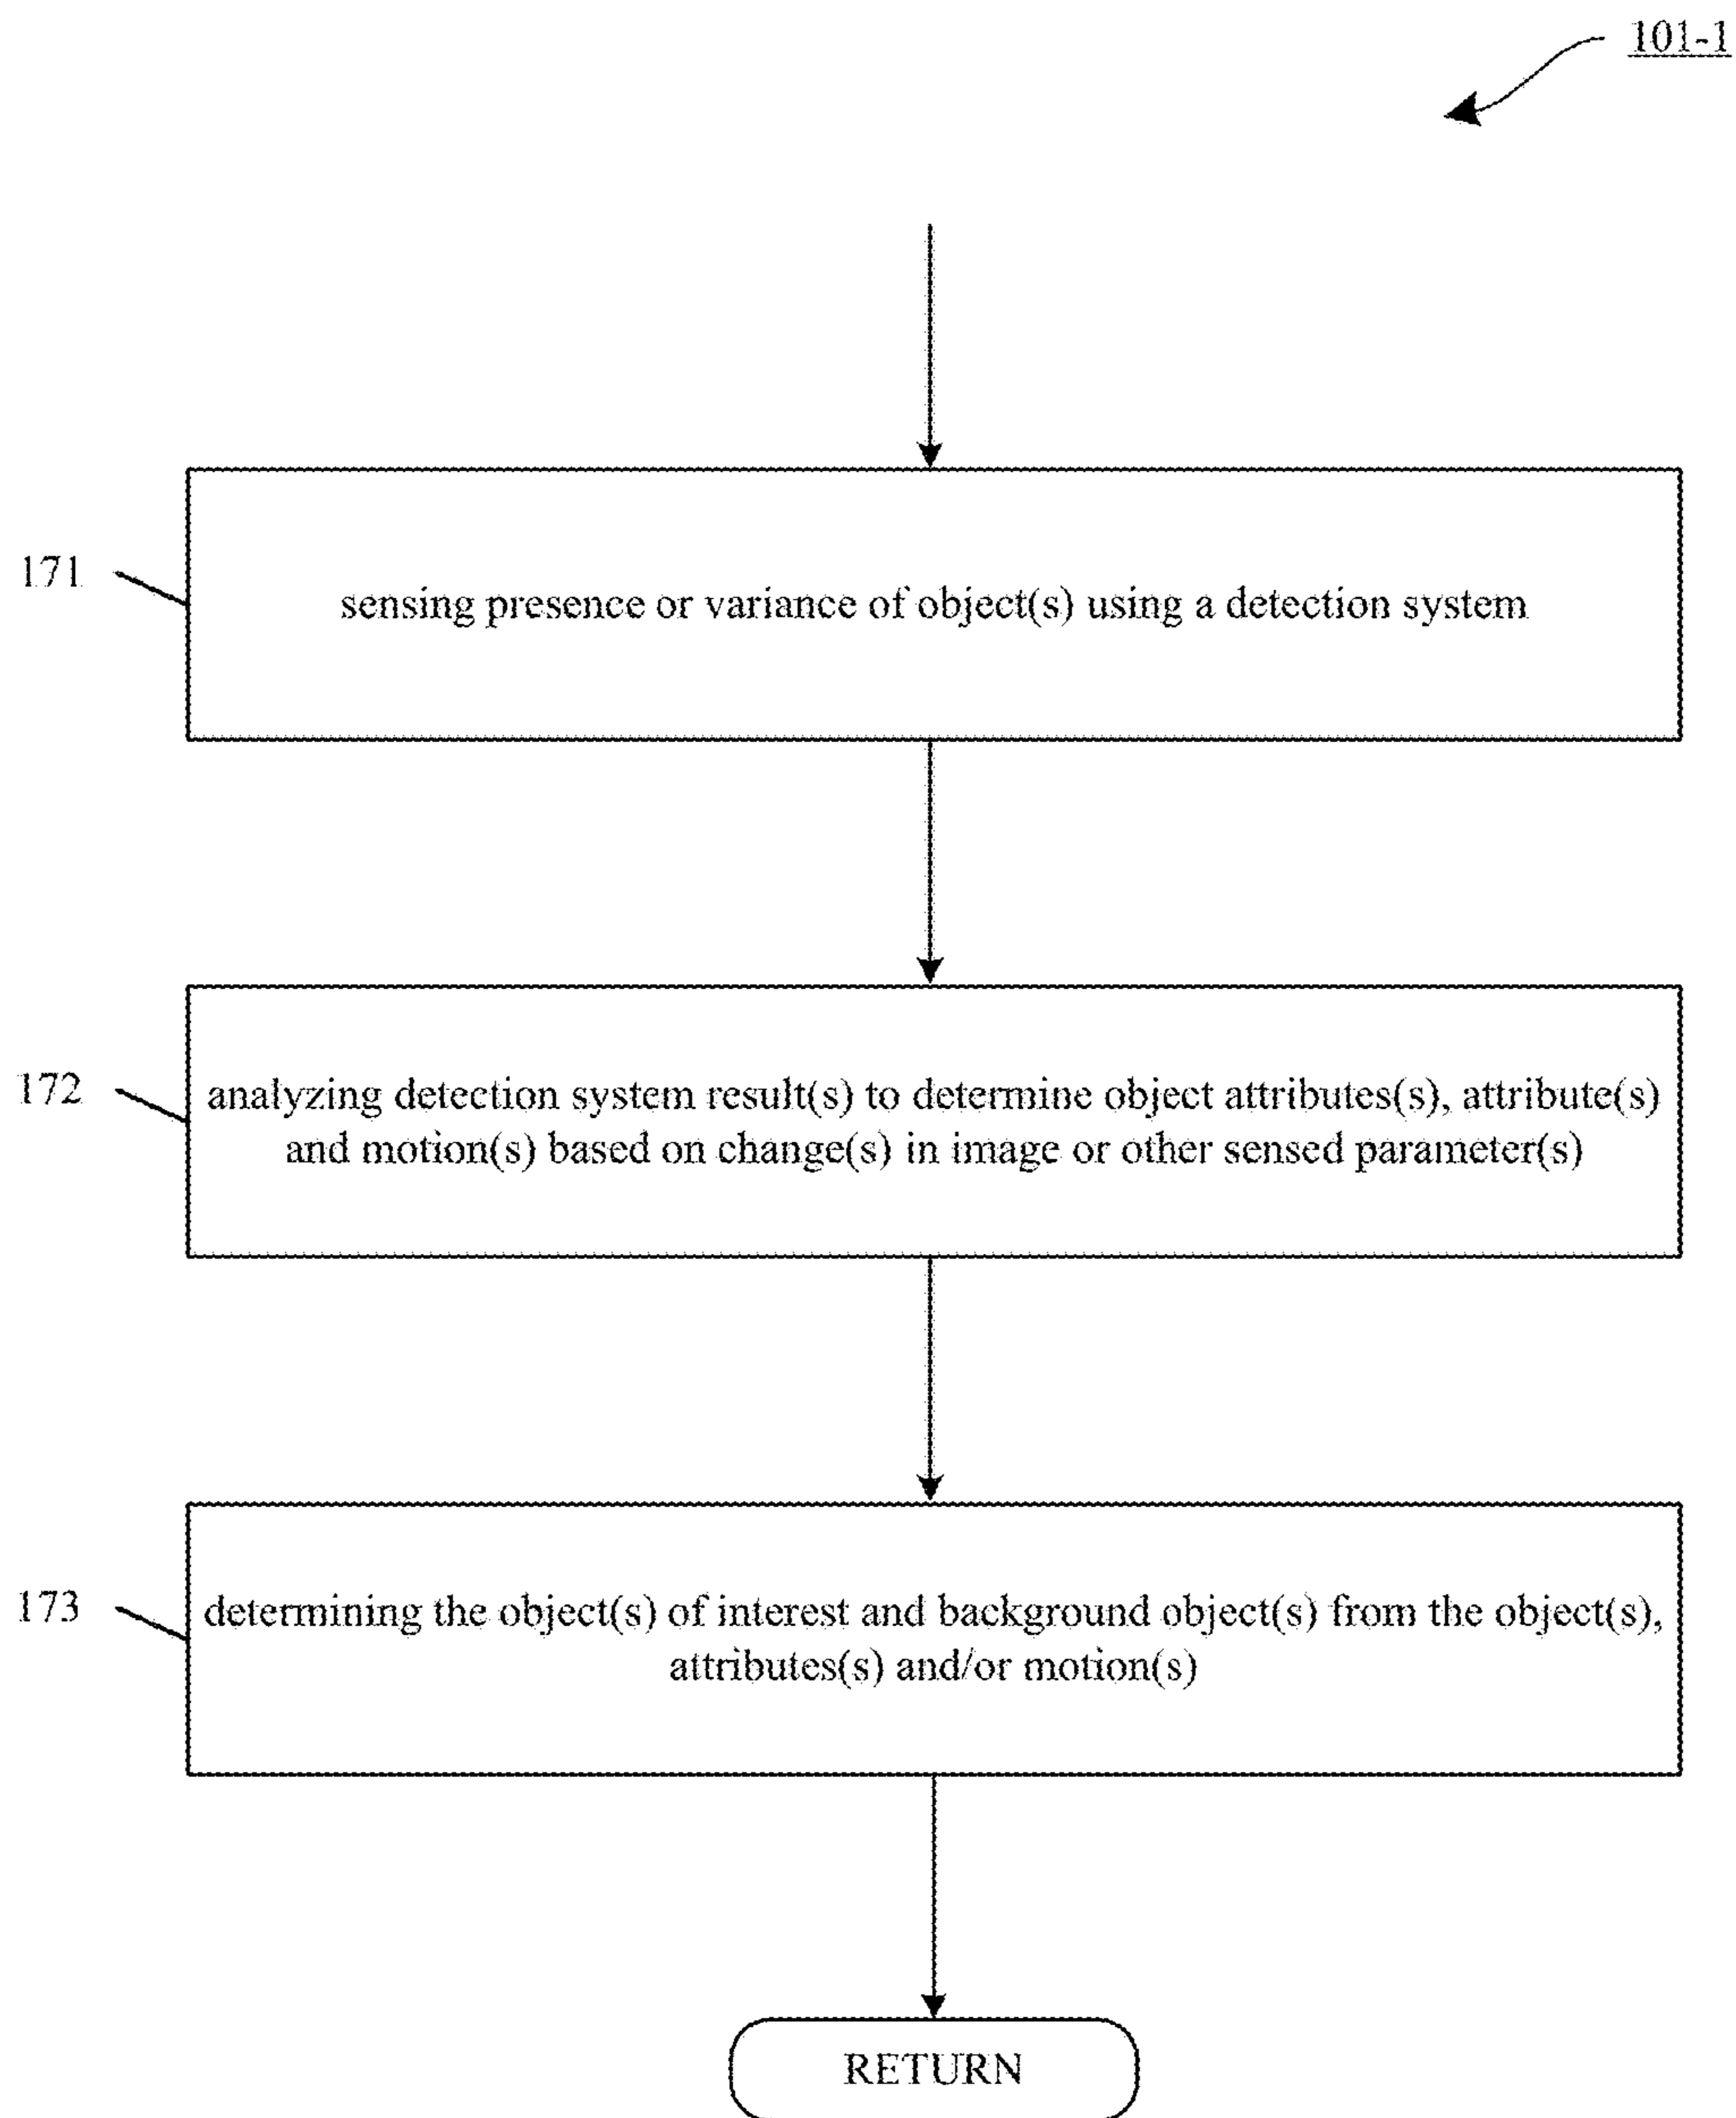 101-1
171
sensing presence or variance of object(s) using a detection system
172
analyzing detection system result(s) to determine object attributes(s), attribute(s)
and motion(s) based on change(s) in image or other sensed parameter(s)
173
determining the object(s) of interest and background object(s) from the object(s),
attributes(s) and/or motion(s)
RETURN